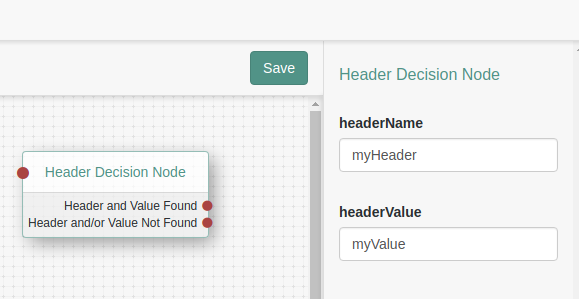 Save
Header Decision Node
Header and Value Found
Header and/or Value Not Found
Header Decision Node
headerName
myHeader
headerValue
myValue